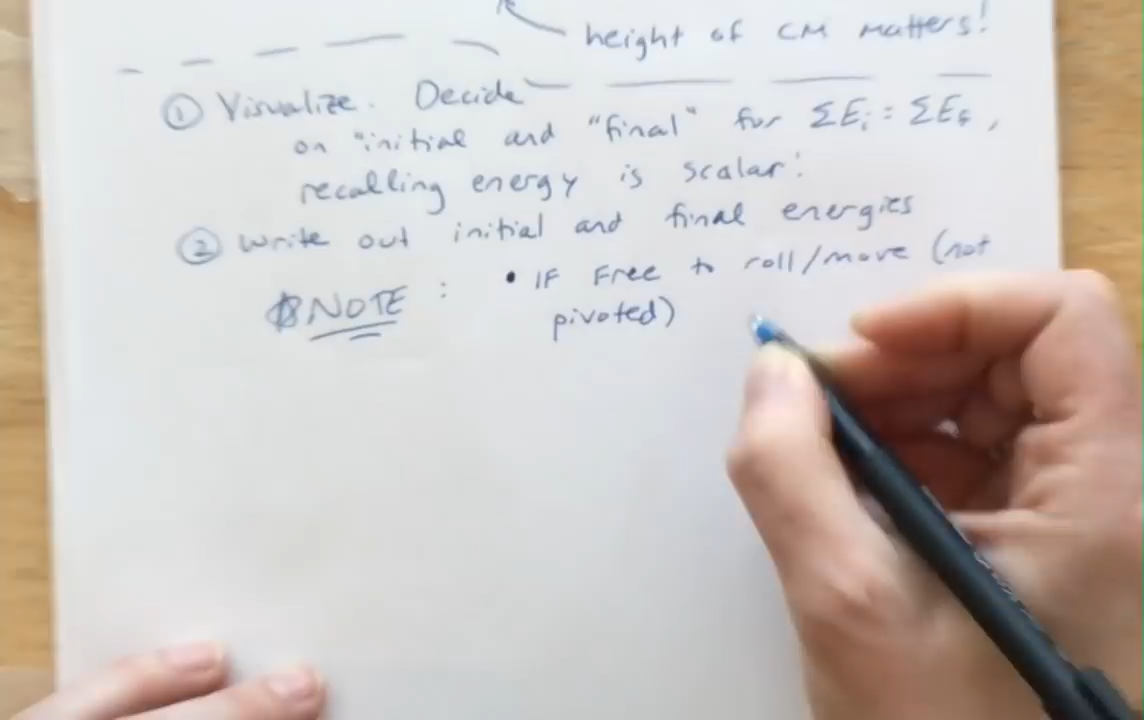 height of CM matters!
① Visualize. Decide
on "initial and "final" for ΣEi = ΣEf,
recalling energy is scalar!
② Write out initial and final energies
NOTE : • IF Free to roll/move (not
pivoted)